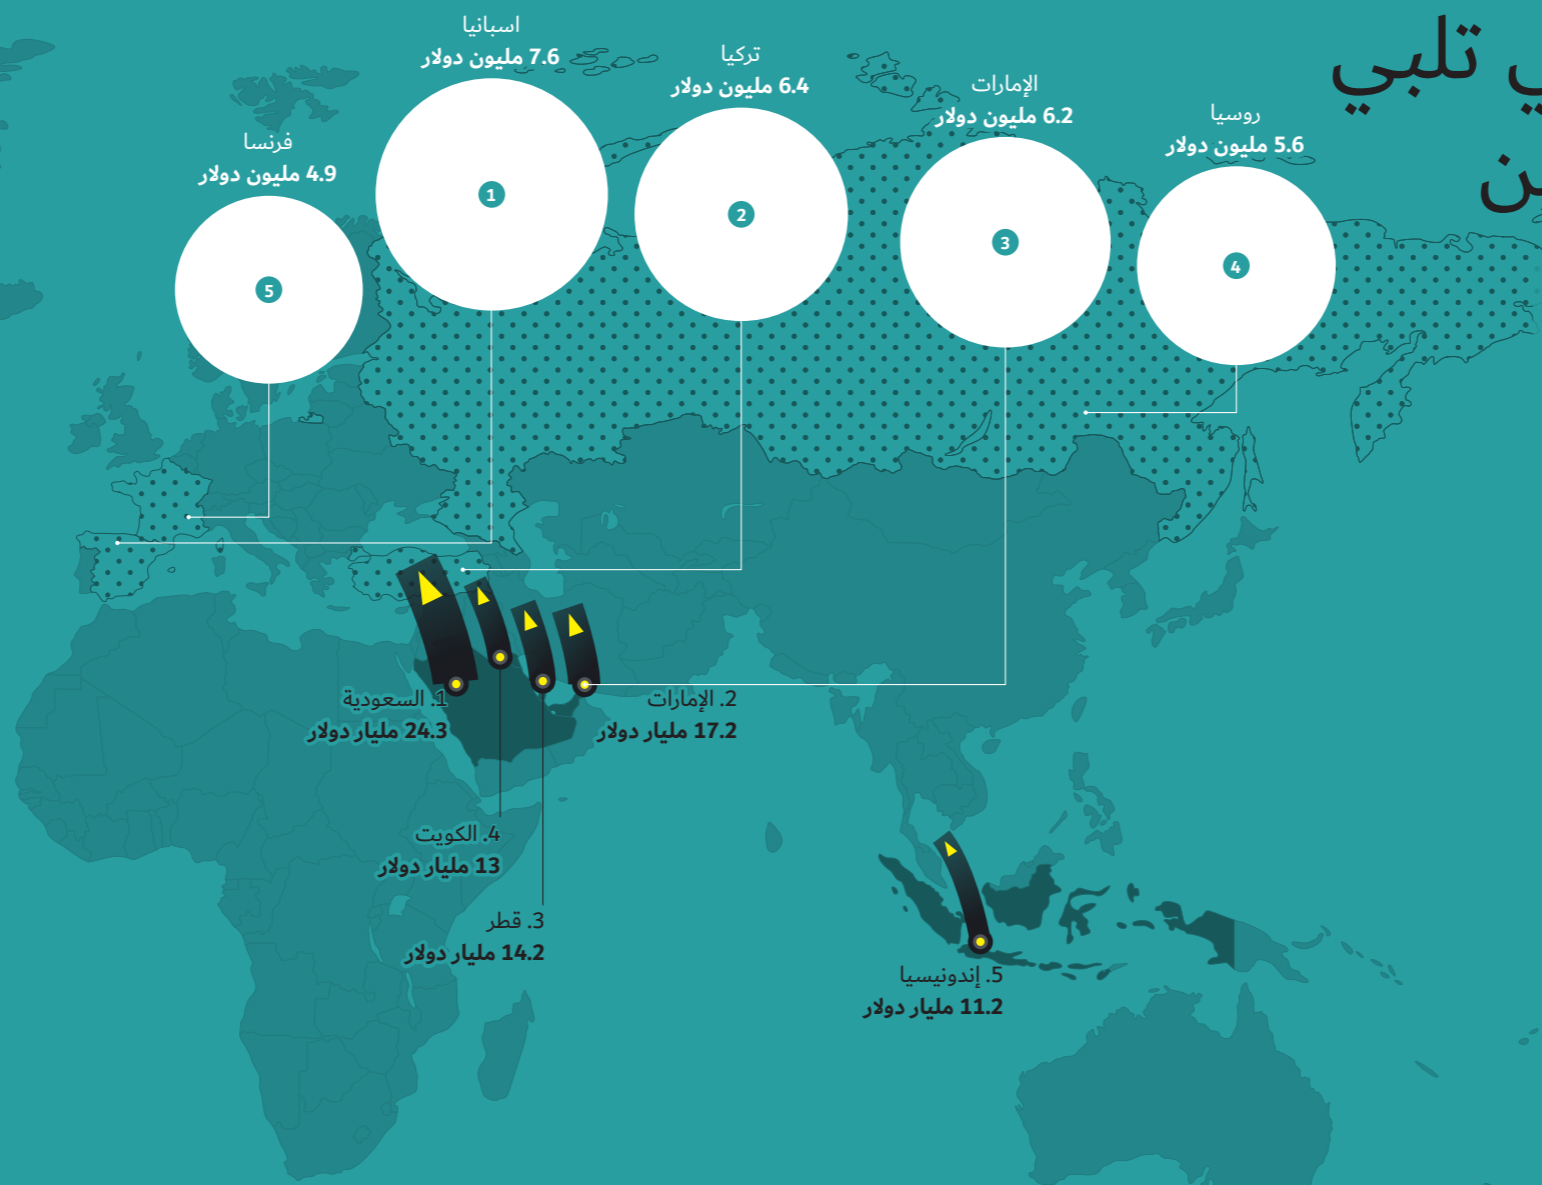 ي تلبي
ن
اسبانيا
7.6 مليون دولار
1
تركيا
6.4 مليون دولار
2
الإمارات
6.2 مليون دولار
3
روسيا
5.6 مليون دولار
4
فرنسا
4.9 مليون دولار
5
1. السعودية
24.3 مليار دولار
2. الإمارات
17.2 مليار دولار
4. الكويت
13 مليار دولار
3. قطر
14.2 مليار دولار
5. إندونيسيا
11.2 مليار دولار